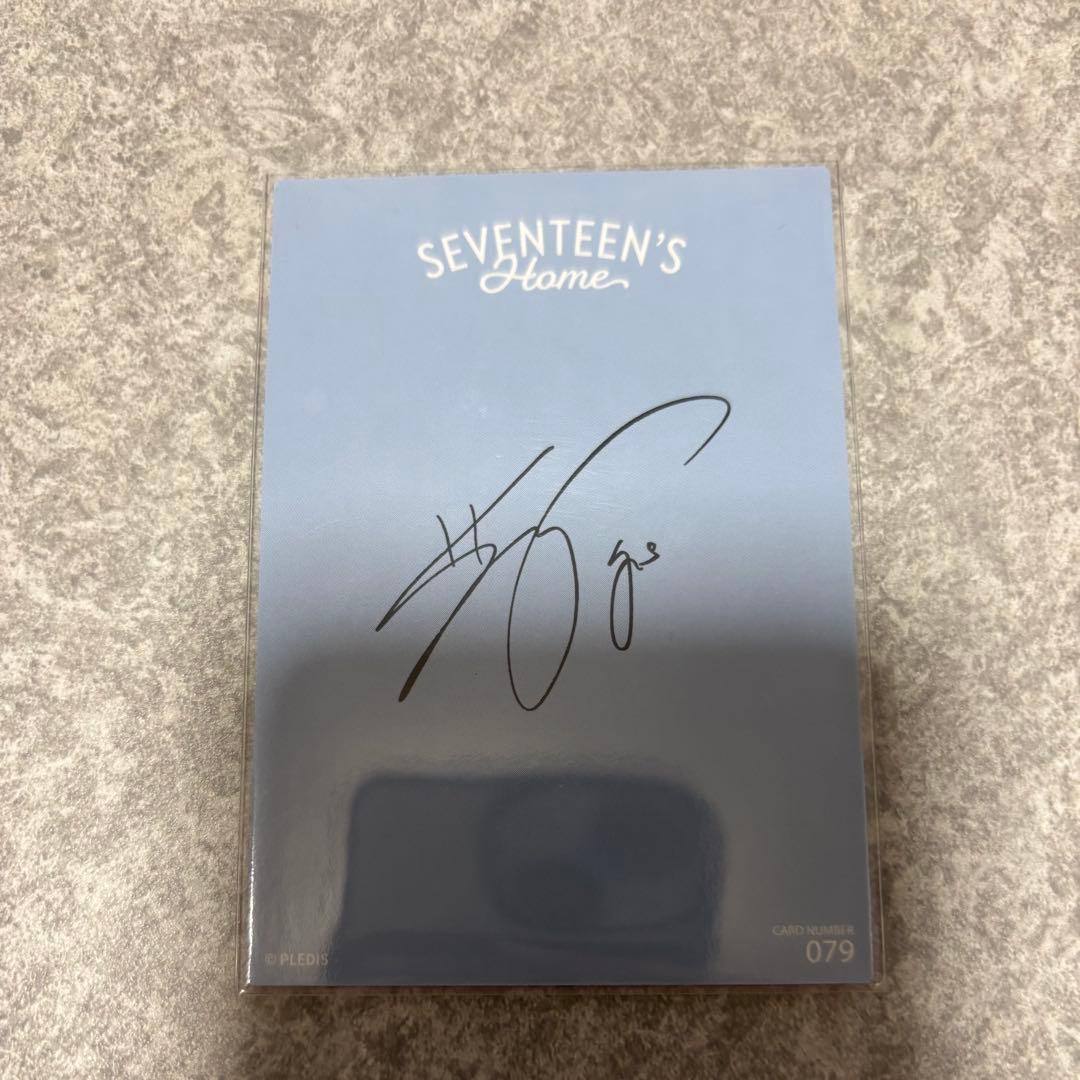 SEVENTEEN'S
Home
© PLEDIS
CARD NUMBER
079